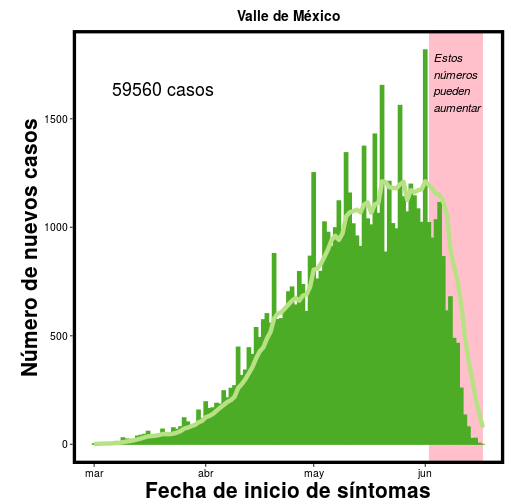 Valle de México
59560 casos
Estos
números
pueden
aumentar
Número de nuevos casos
1500
1000
500
0
mar
abr
may
jun
Fecha de inicio de síntomas